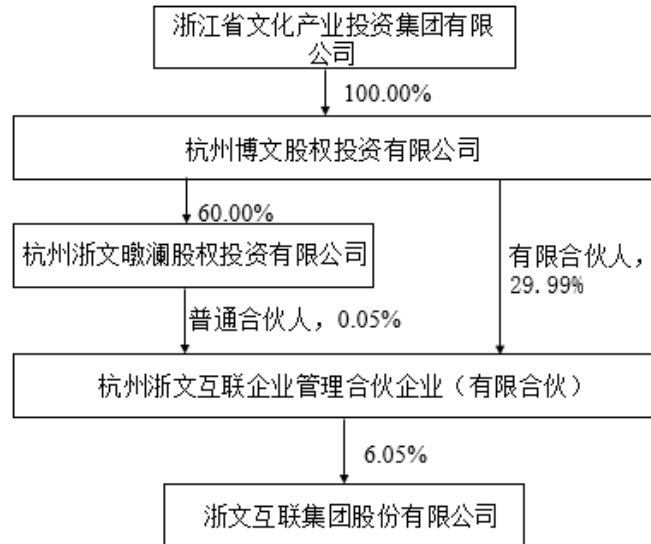 浙江省文化产业投资集团有限
公司
100.00%
杭州博文股权投资有限公司
60.00%
杭州浙文暾澜股权投资有限公司
有限合伙人，
29.99%
普通合伙人，0.05%
杭州浙文互联企业管理合伙企业（有限合伙）
6.05%
浙文互联集团股份有限公司